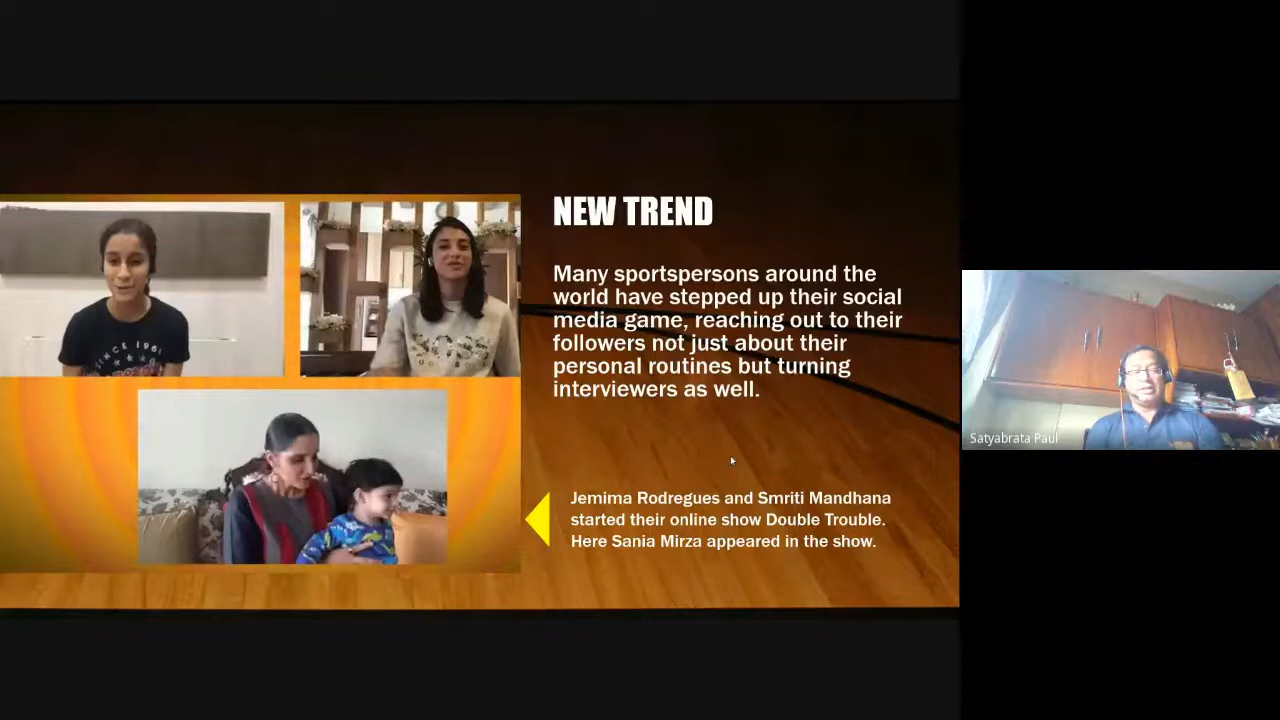 NEW TREND
Many sportspersons around the
world have stepped up their social
media game, reaching out to their
followers not just about their
personal routines but turning
interviewers as well.
Jemima Rodregues and Smriti Mandhana
started their online show Double Trouble.
Here Sania Mirza appeared in the show.
SINCE 1981
Satyabrata Paul